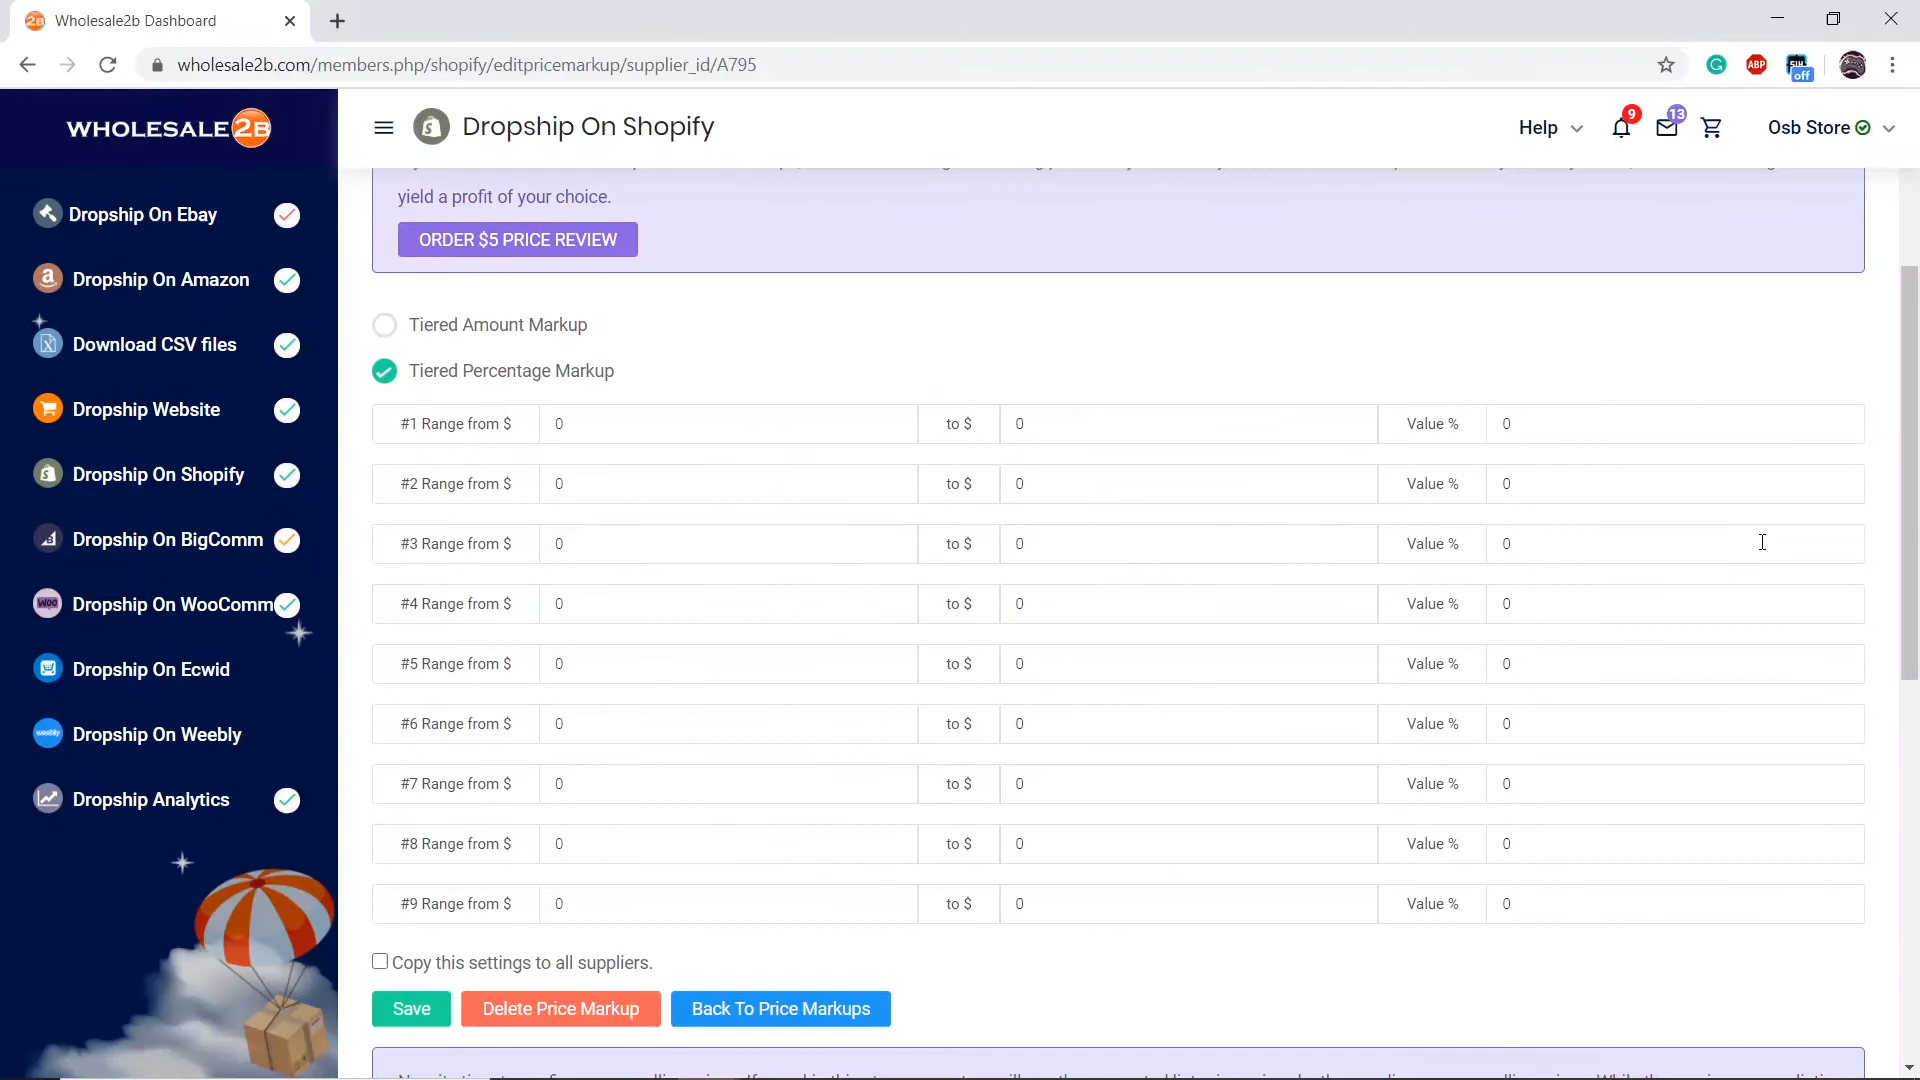 Wholesale2b Dashboard
wholesale2b.com/members.php/shopify/editpricemarkup/supplier_id/A795
ABP
off
WHOLESALE2B
Dropship On Shopify
Help
9
13
Osb Store
Dropship On Ebay
Dropship On Amazon
Download CSV files
Dropship Website
Dropship On Shopify
Dropship On BigComm
Dropship On WooComm
Dropship On Ecwid
Dropship On Weebly
Dropship Analytics
yield a profit of your choice.
ORDER $5 PRICE REVIEW
Tiered Amount Markup
Tiered Percentage Markup
#1 Range from $ 0 to $ 0 Value % 0
#2 Range from $ 0 to $ 0 Value % 0
#3 Range from $ 0 to $ 0 Value % 0
#4 Range from $ 0 to $ 0 Value % 0
#5 Range from $ 0 to $ 0 Value % 0
#6 Range from $ 0 to $ 0 Value % 0
#7 Range from $ 0 to $ 0 Value % 0
#8 Range from $ 0 to $ 0 Value % 0
#9 Range from $ 0 to $ 0 Value % 0
Copy this settings to all suppliers.
Save
Delete Price Markup
Back To Price Markups